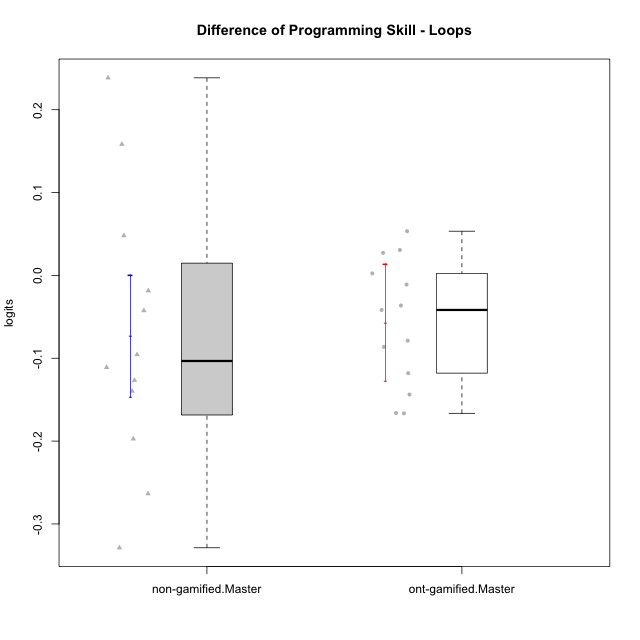 Difference of Programming Skill - Loops
logits
0.2
0.1
0.0
-0.1
-0.2
-0.3
non-gamified.Master
ont-gamified.Master